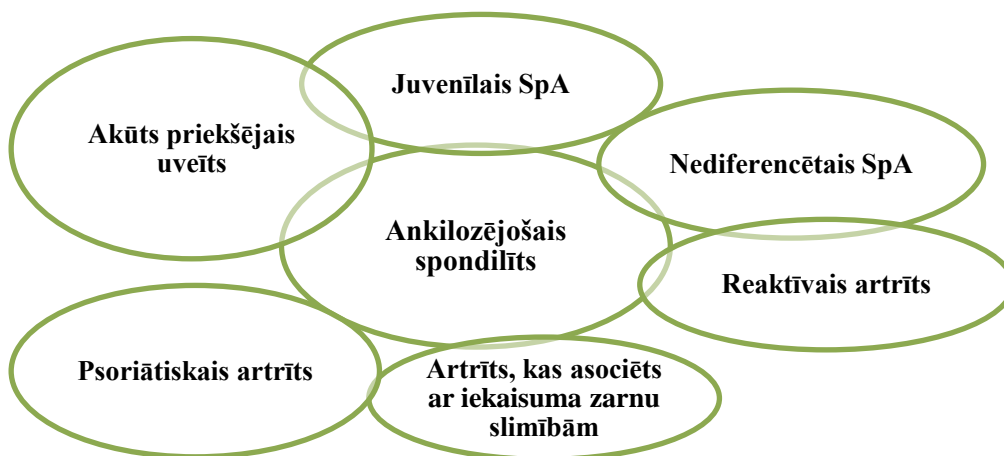 Juvenīlais SpA
Akūts priekšējais
uveīts
Nediferencētais SpA
Ankilozējošais
spondilīts
Reaktīvais artrīts
Psoriātiskais artrīts
Artrīts, kas asociēts
ar iekaisuma zarnu
slimībām